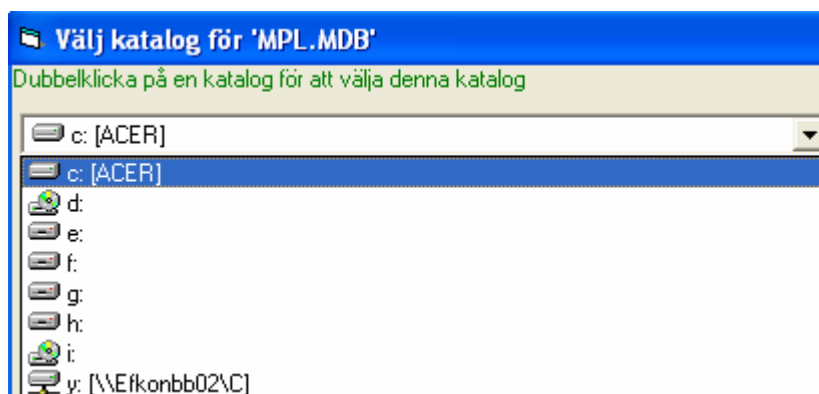 Välj katalog för 'MPL.MDB'
Dubbelklicka på en katalog för att välja denna katalog
c: [ACER]
c: [ACER]
d:
e:
f:
g:
h:
i:
y: [\\Efkonbb02\C]